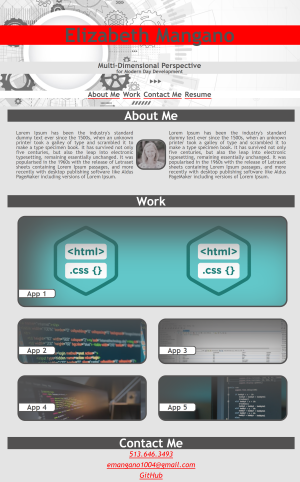 Elizabeth Mangano
Multi-Dimensional Perspective
for Modern Day Development
About Me Work Contact Me Resume
About Me
Lorem Ipsum has been the industry's standard
dummy text ever since the 1500s, when an unknown
printer took a galley of type and scrambled it to
make a type specimen book. It has survived not only
five centuries, but also the leap into electronic
typesetting, remaining essentially unchanged. It was
popularised in the 1960s with the release of Letraset
sheets containing Lorem Ipsum passages, and more
recently with desktop publishing software like Aldus
PageMaker including versions of Lorem Ipsum.
Lorem Ipsum has been the industry's standard
dummy text ever since the 1500s, when an unknown
printer took a galley of type and scrambled it to
make a type specimen book. It has survived not only
five centuries, but also the leap into electronic
typesetting, remaining essentially unchanged. It was
popularised in the 1960s with the release of Letraset
sheets containing Lorem Ipsum passages, and more
recently with desktop publishing software like Aldus
PageMaker including versions of Lorem Ipsum.
Work
<html>
.css {}
<html>
.css {}
App 1
App 2
App 3
App 4
App 5
Contact Me
513.646.3493
emangano1004@gmail.com
GitHub